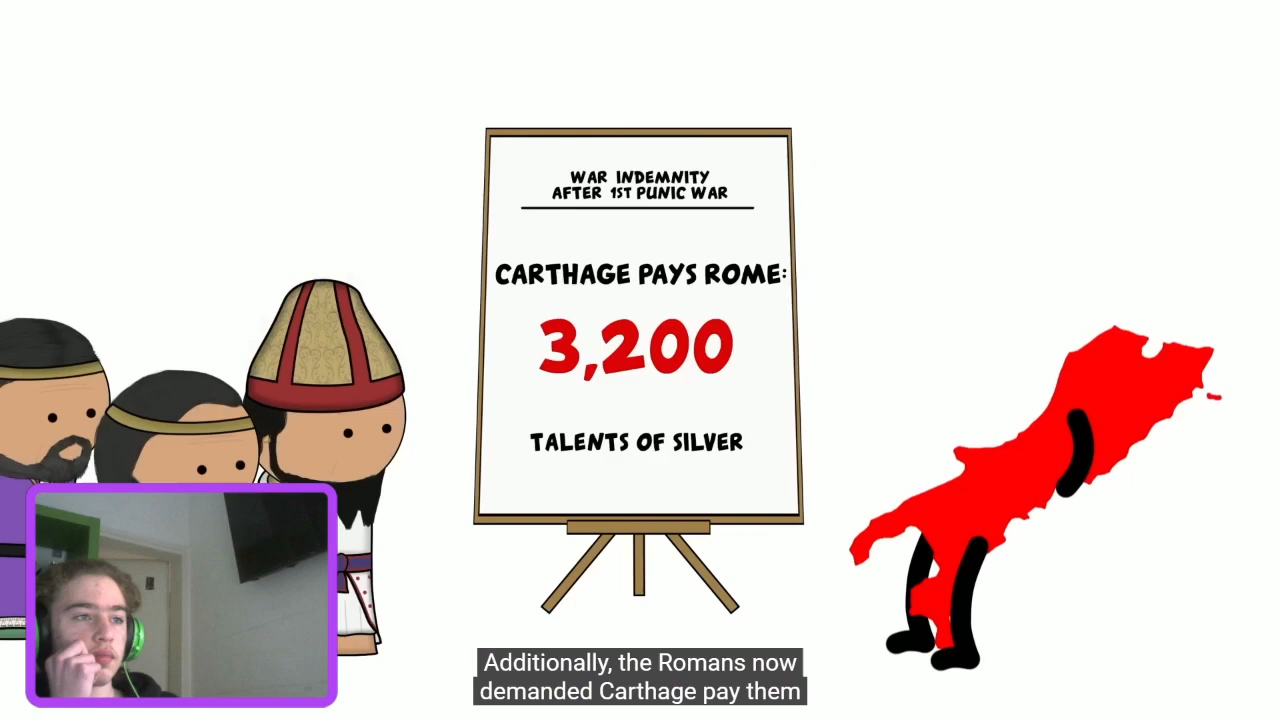 WAR INDEMNITY
AFTER 1ST PUNIC WAR
CARTHAGE PAYS ROME:
3,200
TALENTS OF SILVER
Additionally, the Romans now
demanded Carthage pay them